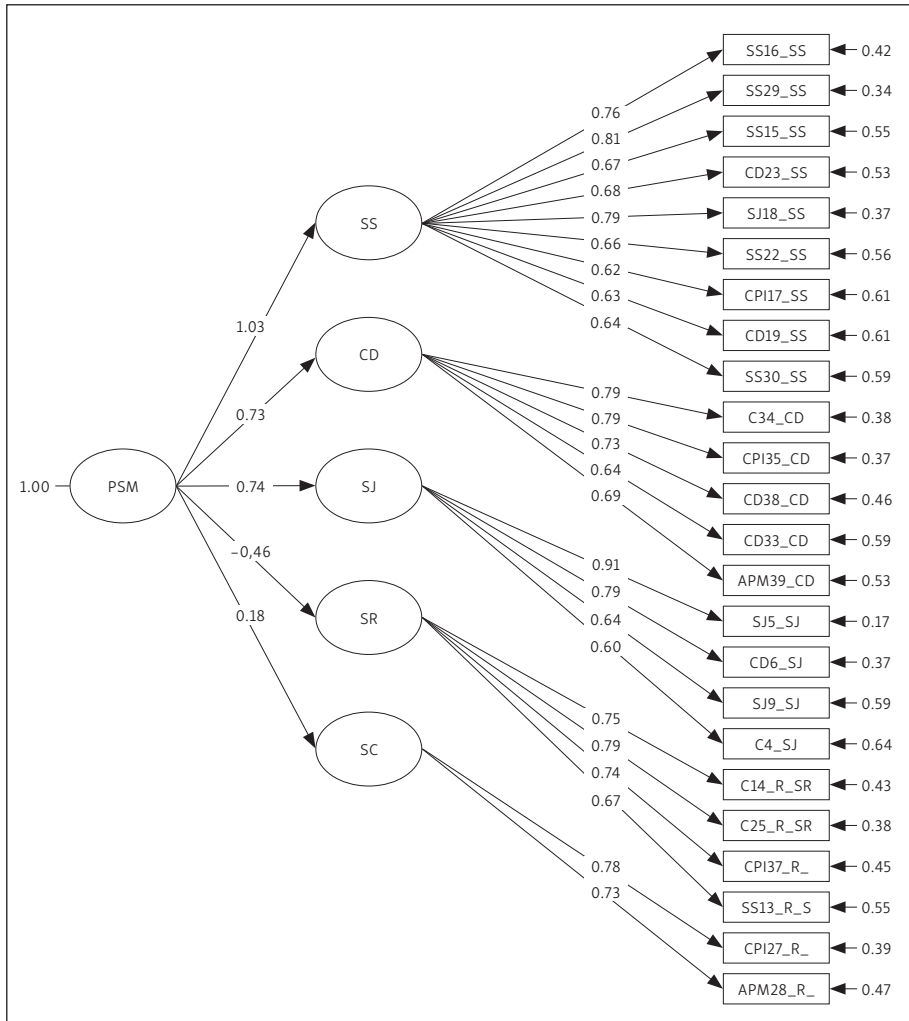 SS16_SS 0.42
SS29_SS 0.34
0.76
SS15_SS 0.55
0.81
0.67
CD23_SS 0.53
0.68
SS
0.79
SJ18_SS 0.37
0.66
SS22_SS 0.56
0.62
CPI17_SS 0.61
0.63
0.64
1.03
CD19_SS 0.61
CD
SS30_SS 0.59
0.79
0.73
0.79
C34_CD 0.38
0.73
CPI35_CD 0.37
0.64
1.00 PSM 0.74 SJ
0.69
CD38_CD 0.46
CD33_CD 0.59
−0,46
0.91
APM39_CD 0.53
0.79
0.18
SR
0.64
SJ5_SJ 0.17
0.60
CD6_SJ 0.37
SJ9_SJ 0.59
0.75
SC
C4_SJ 0.64
0.79
0.74
C14_R_SR 0.43
0.67
C25_R_SR 0.38
0.78
CPI37_R_ 0.45
0.73
SS13_R_S 0.55
CPI27_R_ 0.39
APM28_R_ 0.47